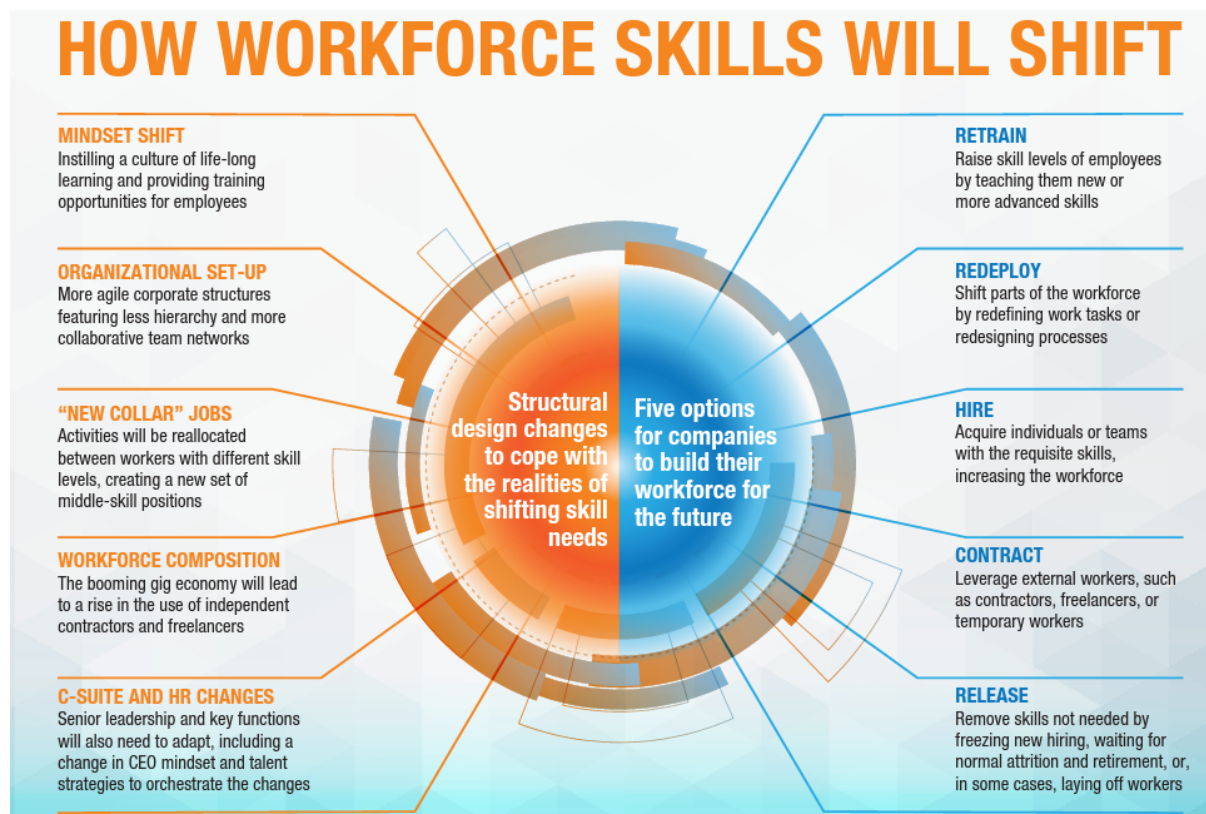 HOW WORKFORCE SKILLS WILL SHIFT
MINDSET SHIFT
Instilling a culture of life-long
learning and providing training
opportunities for employees
ORGANIZATIONAL SET-UP
More agile corporate structures
featuring less hierarchy and more
collaborative team networks
“NEW COLLAR” JOBS
Activities will be reallocated
between workers with different skill
levels, creating a new set of
middle-skill positions
WORKFORCE COMPOSITION
The booming gig economy will lead
to a rise in the use of independent
contractors and freelancers
C-SUITE AND HR CHANGES
Senior leadership and key functions
will also need to adapt, including a
change in CEO mindset and talent
strategies to orchestrate the changes
Structural
design changes
to cope with
the realities of
shifting skill
needs
Five options
for companies
to build their
workforce for
the future
RETRAIN
Raise skill levels of employees
by teaching them new or
more advanced skills
REDEPLOY
Shift parts of the workforce
by redefining work tasks or
redesigning processes
HIRE
Acquire individuals or teams
with the requisite skills,
increasing the workforce
CONTRACT
Leverage external workers, such
as contractors, freelancers, or
temporary workers
RELEASE
Remove skills not needed by
freezing new hiring, waiting for
normal attrition and retirement, or,
in some cases, laying off workers